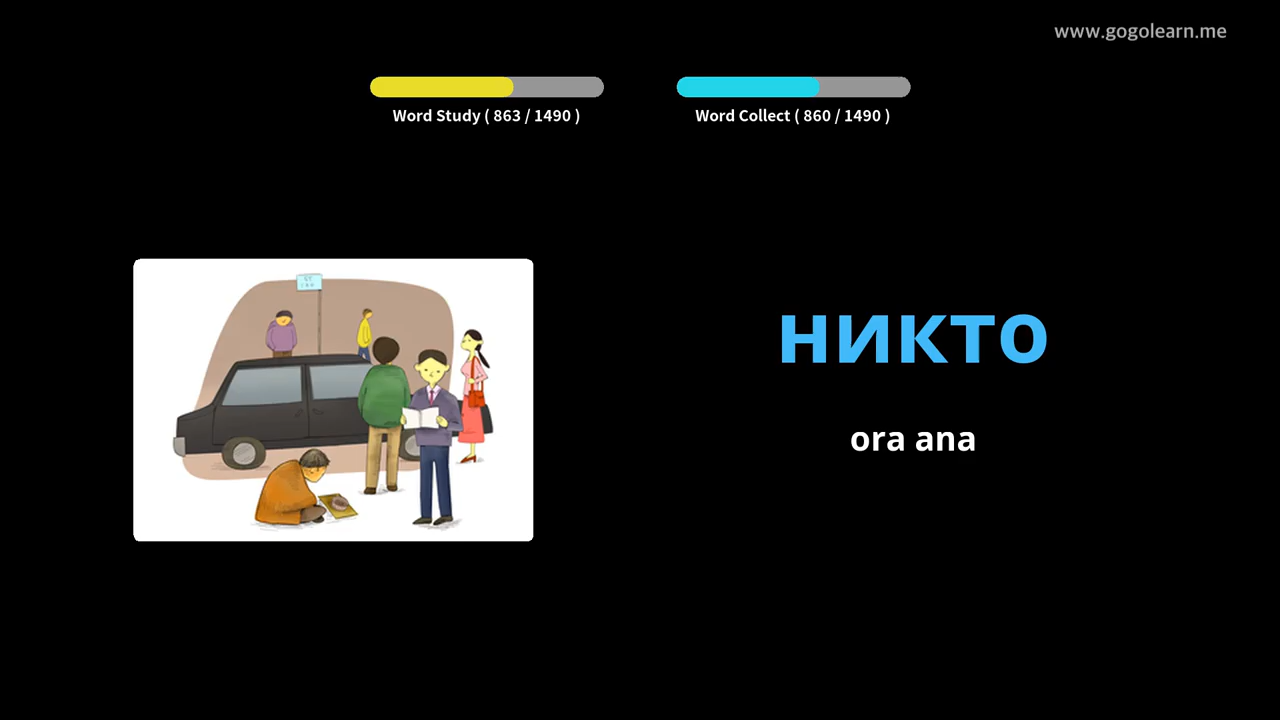 www.gogolearn.me
Word Study ( 863 / 1490 )
Word Collect ( 860 / 1490 )
никто
ora ana